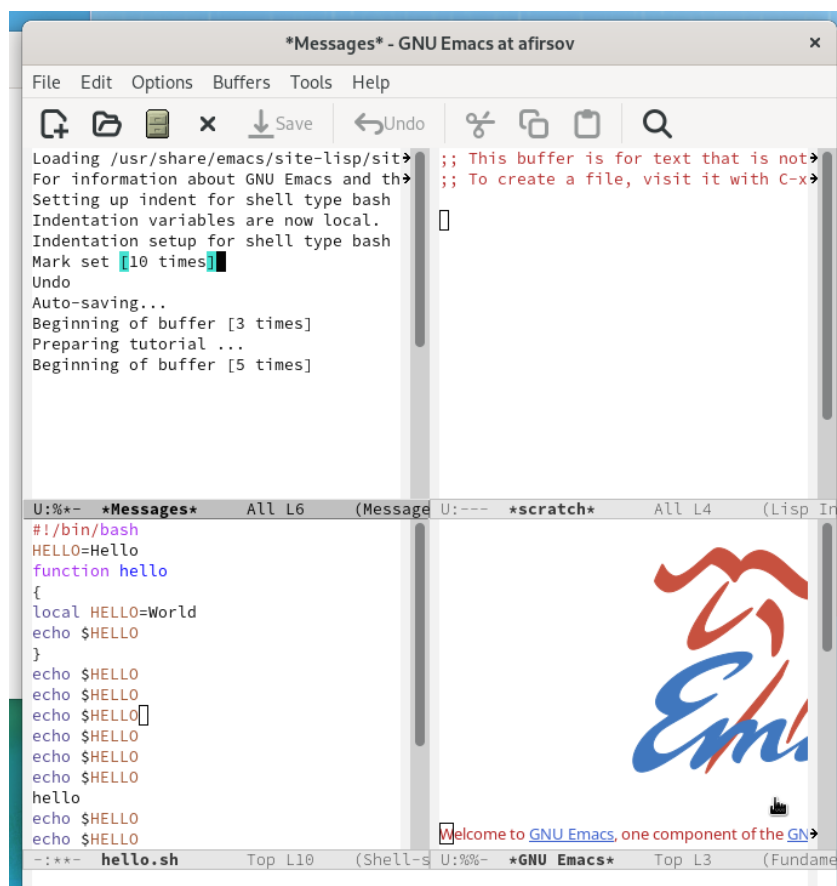 *Messages* - GNU Emacs at afirsov ×
File Edit Options Buffers Tools Help
Save Undo
Loading /usr/share/emacs/site-lisp/sit
For information about GNU Emacs and th
Setting up indent for shell type bash
Indentation variables are now local.
Indentation setup for shell type bash
Mark set [10 times]
Undo
Auto-saving...
Beginning of buffer [3 times]
Preparing tutorial ...
Beginning of buffer [5 times]
U:%*- *Messages* All L6 (Message
;; This buffer is for text that is not
;; To create a file, visit it with C-x
U:--- *scratch* All L4 (Lisp In
#!/bin/bash
HELLO=Hello
function hello
{
local HELLO=World
echo $HELLO
}
echo $HELLO
echo $HELLO
echo $HELLO
echo $HELLO
echo $HELLO
echo $HELLO
hello
echo $HELLO
echo $HELLO
-:**- hello.sh Top L10 (Shell-s
Ema
Welcome to GNU Emacs, one component of the GN
U:%%- *GNU Emacs* Top L3 (Fundame